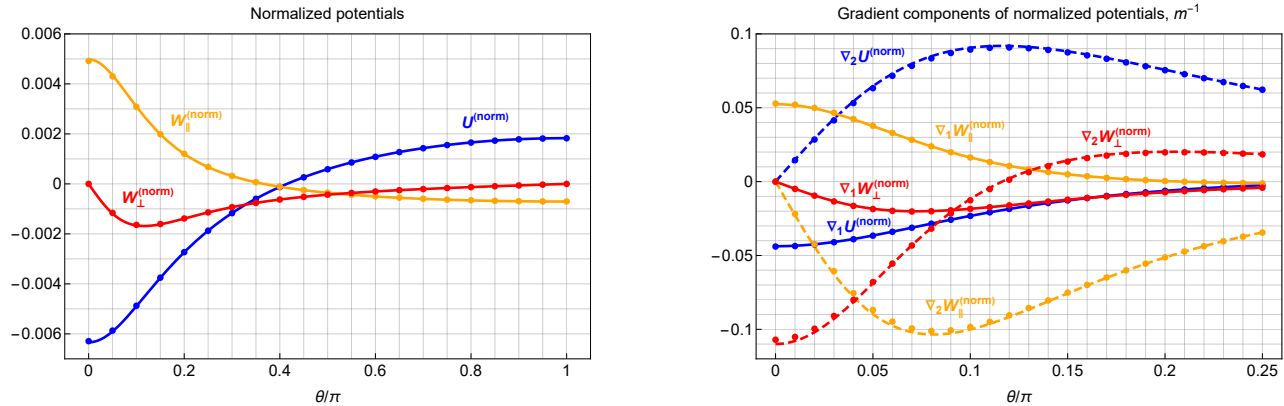 Normalized potentials
0.006
0.004
0.002
0
−0.002
−0.004
−0.006
W∥(norm)
U(norm)
W⊥(norm)
0 0.2 0.4 0.6 0.8 1
θ/π
Gradient components of normalized potentials, m−1
0.1
0.05
0
−0.05
−0.1
∇2U(norm)
∇1W∥(norm)
∇2W⊥(norm)
∇1W⊥(norm)
∇1U(norm)
∇2W∥(norm)
0 0.05 0.1 0.15 0.2 0.25
θ/π